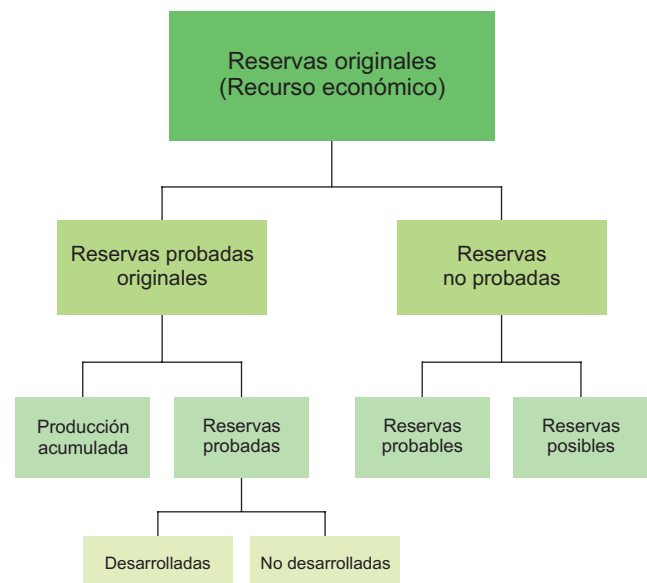 Reservas originales
(Recurso económico)
Reservas probadas
originales
Reservas
no probadas
Producción
acumulada
Reservas
probadas
Reservas
probables
Reservas
posibles
Desarrolladas
No desarrolladas